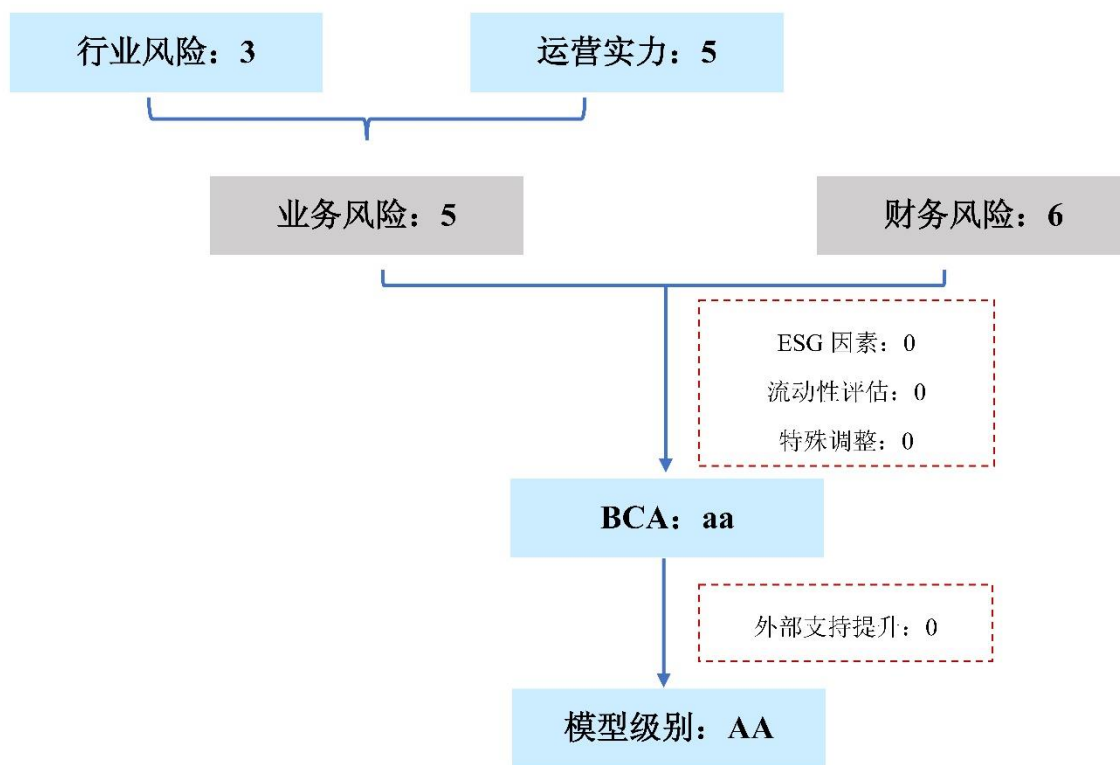 行业风险：3
运营实力：5
业务风险：5
财务风险：6
ESG 因素：0
流动性评估：0
特殊调整：0
BCA：aa
外部支持提升：0
模型级别：AA